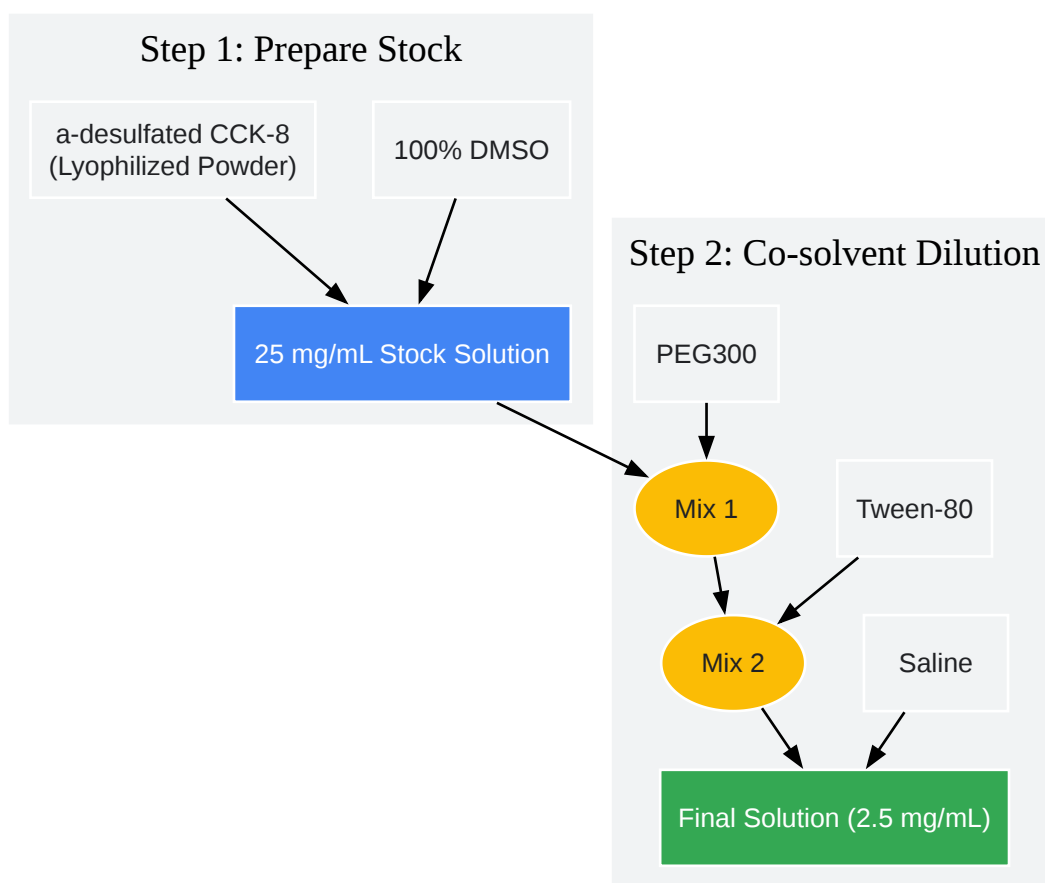 Step 1: Prepare Stock
a-desulfated CCK-8
(Lyophilized Powder)
100% DMSO
25 mg/mL Stock Solution
Step 2: Co-solvent Dilution
PEG300
Mix 1
Tween-80
Mix 2
Saline
Final Solution (2.5 mg/mL)